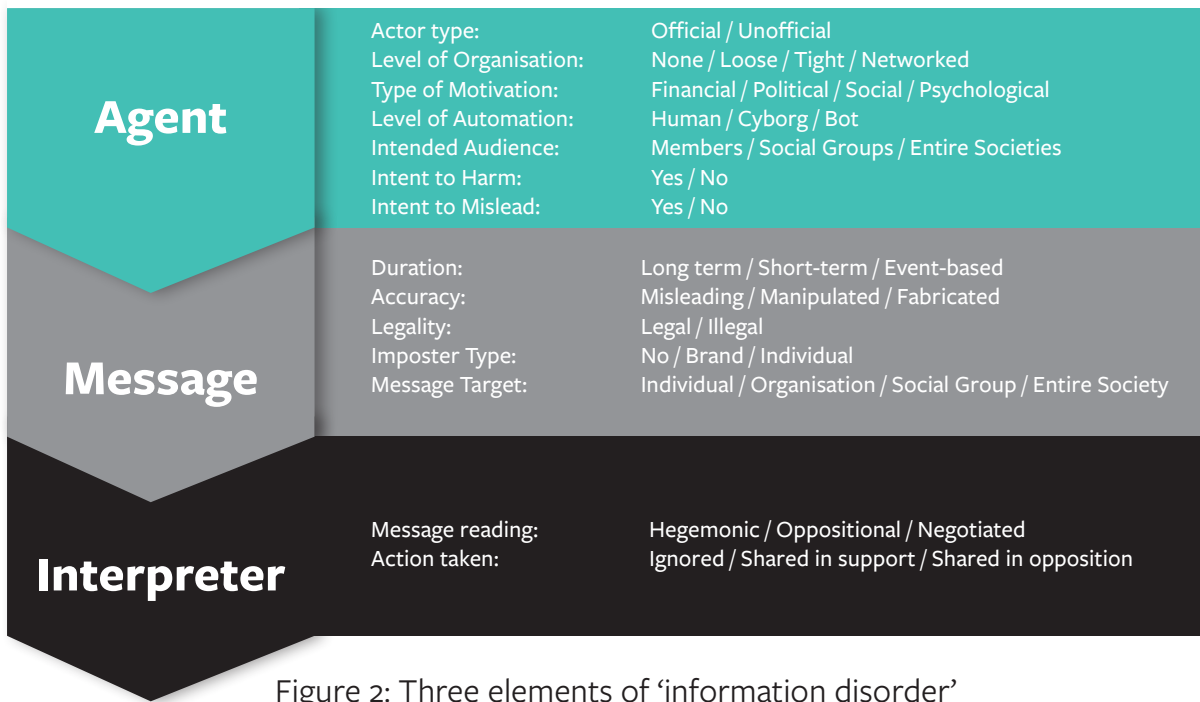 Agent
Actor type: Official / Unofficial
Level of Organisation: None / Loose / Tight / Networked
Type of Motivation: Financial / Political / Social / Psychological
Level of Automation: Human / Cyborg / Bot
Intended Audience: Members / Social Groups / Entire Societies
Intent to Harm: Yes / No
Intent to Mislead: Yes / No
Message
Duration: Long term / Short-term / Event-based
Accuracy: Misleading / Manipulated / Fabricated
Legality: Legal / Illegal
Imposter Type: No / Brand / Individual
Message Target: Individual / Organisation / Social Group / Entire Society
Interpreter
Message reading: Hegemonic / Oppositional / Negotiated
Action taken: Ignored / Shared in support / Shared in opposition
Figure 2: Three elements of ‘information disorder’